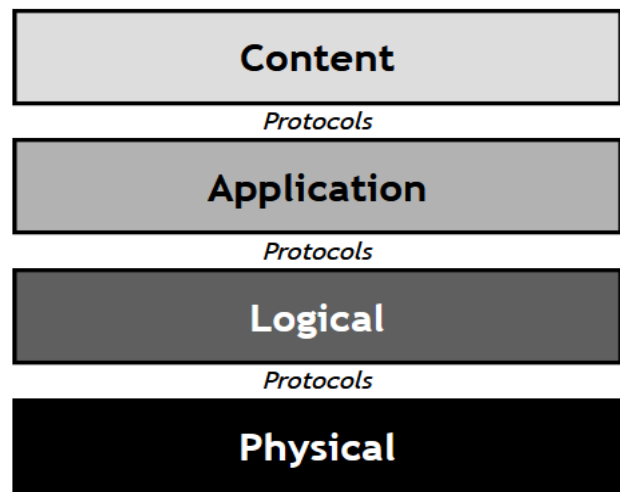 Content
Protocols
Application
Protocols
Logical
Protocols
Physical